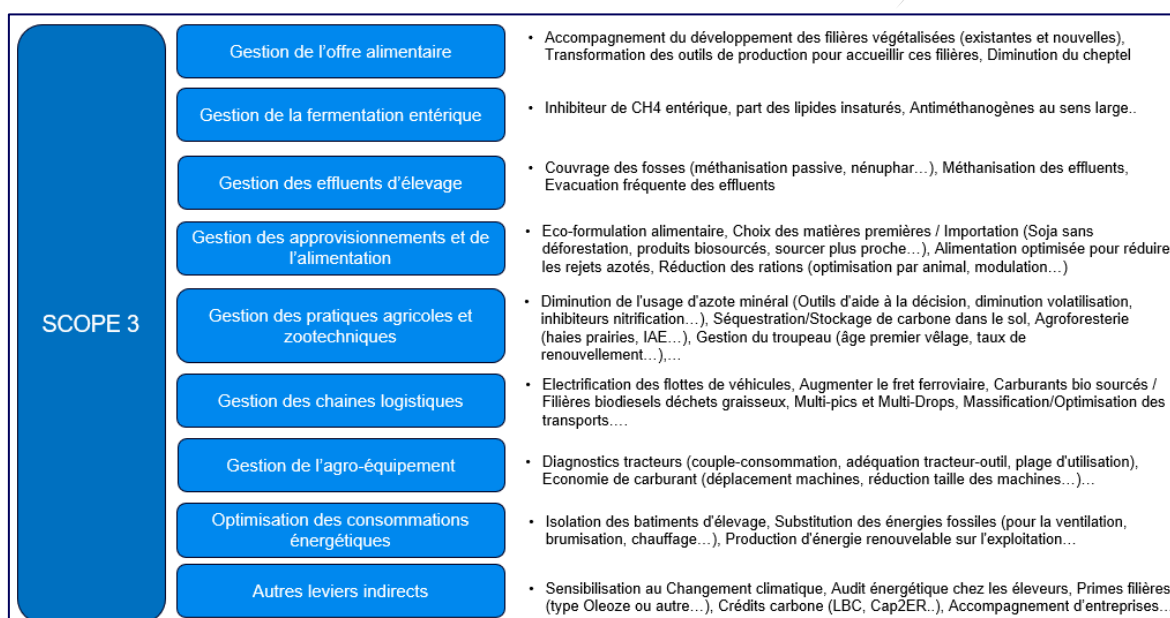 SCOPE 3
Gestion de l'offre alimentaire
• Accompagnement du développement des filières végétalisées (existantes et nouvelles),
Transformation des outils de production pour accueillir ces filières, Diminution du cheptel
Gestion de la fermentation entérique
• Inhibiteur de CH4 entérique, part des lipides insaturés, Antiméthanogènes au sens large..
Gestion des effluents d'élevage
• Couvrage des fosses (méthanisation passive, nénuphar…), Méthanisation des effluents,
Evacuation fréquente des effluents
Gestion des approvisionnements et de
l'alimentation
• Eco-formulation alimentaire, Choix des matières premières / Importation (Soja sans
déforestation, produits biosourcés, sourcer plus proche…), Alimentation optimisée pour réduire
les rejets azotés, Réduction des rations (optimisation par animal, modulation…)
Gestion des pratiques agricoles et
zootechniques
• Diminution de l'usage d'azote minéral (Outils d'aide à la décision, diminution volatilisation,
inhibiteurs nitrification…), Séquestration/Stockage de carbone dans le sol, Agroforesterie
(haies prairies, IAE…), Gestion du troupeau (âge premier vêlage, taux de
renouvellement…),…
Gestion des chaines logistiques
• Electrification des flottes de véhicules, Augmenter le fret ferroviaire, Carburants bio sourcés /
Filières biodiesels déchets graisseux, Multi-pics et Multi-Drops, Massification/Optimisation des
transports….
Gestion de l'agro-équipement
• Diagnostics tracteurs (couple-consommation, adéquation tracteur-outil, plage d'utilisation),
Economie de carburant (déplacement machines, réduction taille des machines…)…
Optimisation des consommations
énergétiques
• Isolation des batiments d'élevage, Substitution des énergies fossiles (pour la ventilation,
brumisation, chauffage…), Production d'énergie renouvelable sur l'exploitation…
Autres leviers indirects
• Sensibilisation au Changement climatique, Audit énergétique chez les éleveurs, Primes filières
(type Oleoze ou autre…), Crédits carbone (LBC, Cap2ER..), Accompagnement d'entreprises…